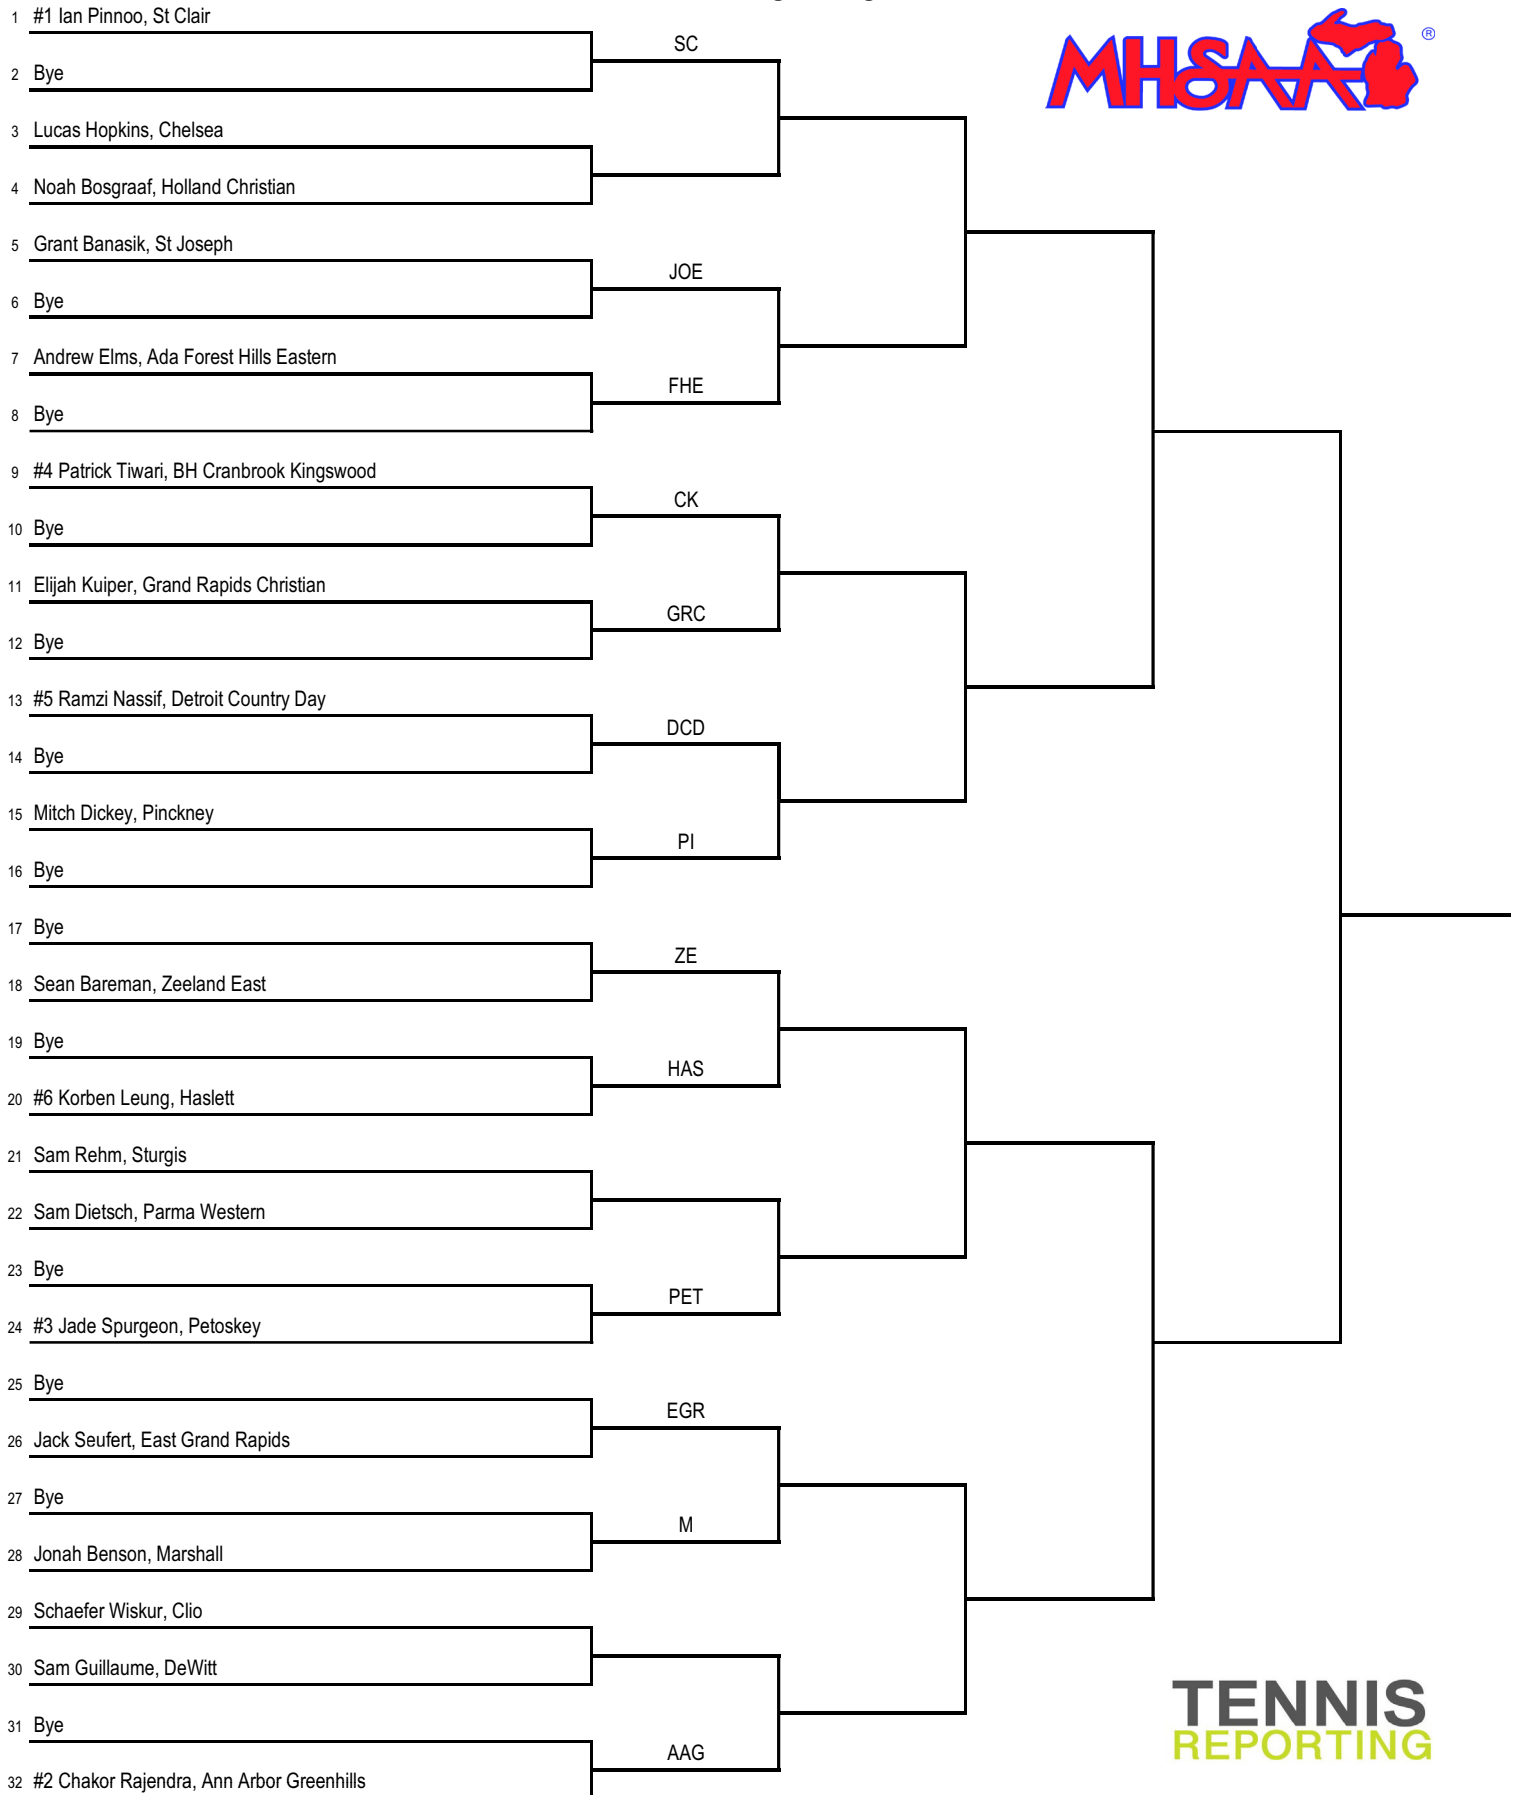 1 #1 Ian Pinnoo, St Clair
SC
2 Bye
3 Lucas Hopkins, Chelsea
4 Noah Bosgraaf, Holland Christian
5 Grant Banasik, St Joseph
JOE
6 Bye
7 Andrew Elms, Ada Forest Hills Eastern
FHE
8 Bye
9 #4 Patrick Tiwari, BH Cranbrook Kingswood
CK
10 Bye
11 Elijah Kuiper, Grand Rapids Christian
GRC
12 Bye
13 #5 Ramzi Nassif, Detroit Country Day
DCD
14 Bye
15 Mitch Dickey, Pinckney
PI
16 Bye
17 Bye
ZE
18 Sean Bareman, Zeeland East
19 Bye
HAS
20 #6 Korben Leung, Haslett
21 Sam Rehm, Sturgis
22 Sam Dietsch, Parma Western
23 Bye
PET
24 #3 Jade Spurgeon, Petoskey
25 Bye
EGR
26 Jack Seufert, East Grand Rapids
27 Bye
M
28 Jonah Benson, Marshall
29 Schaefer Wiskur, Clio
30 Sam Guillaume, DeWitt
31 Bye
AAG
32 #2 Chakor Rajendra, Ann Arbor Greenhills
MHSAA ®
TENNIS
REPORTING